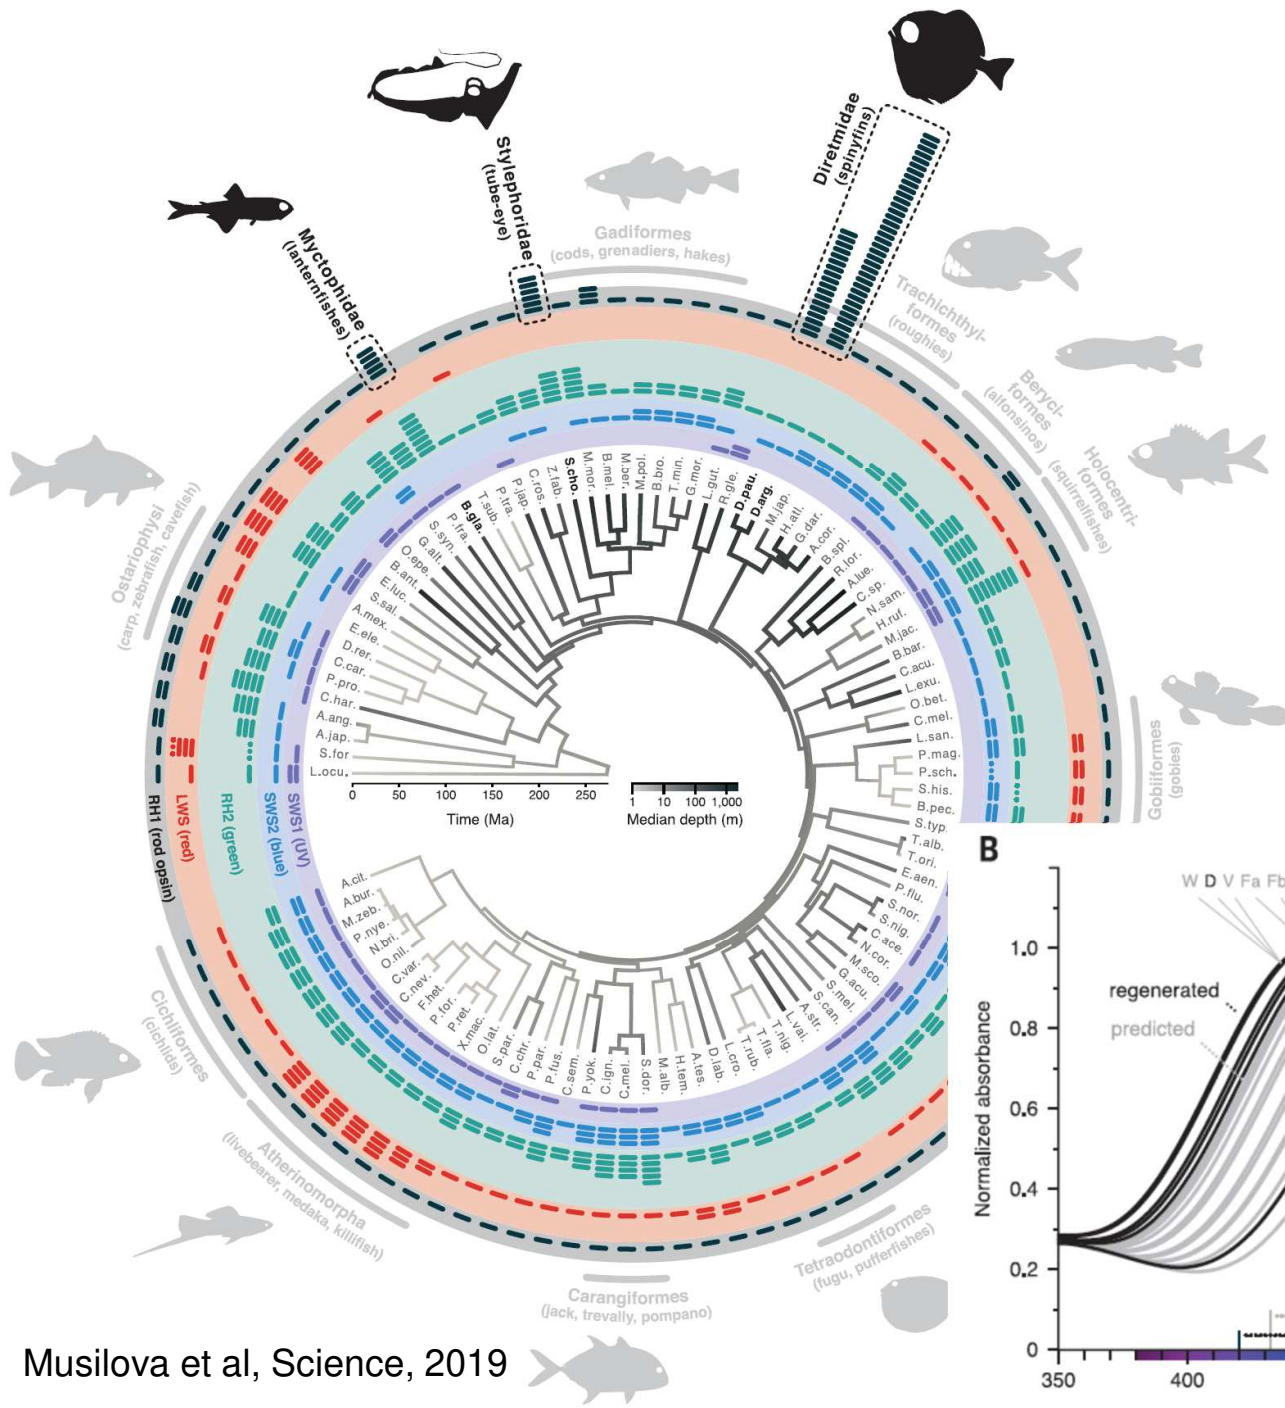 Diretmidae
(spinyfins)
Stylephoridae
(tube-eye)
Myctophidae
(lanternfishes)
Gadiformes
(cods, grenadiers, hakes)
Trachichthyi-
formes
(roughies)
Beryci-
formes
(alfonsinos)
Holocentri-
formes
(squirrelfishes)
Ostariophysi
(carp, zebrafish, cavefish)
Gobiiformes
(gobies)
L.ocu.
S.for
A.jap.
A.ang.
C.har.
P.pro.
C.car.
D.rer.
E.ele.
A.mex.
S.sal.
E.luc.
B.ant.
O.epe.
G.alt.
S.syn.
P.fra.
B.gla.
T.sub.
P.tra.
P.jap.
C.ros.
Z.fab.
S.cho.
M.mor.
B.mel.
M.ber.
M.pol.
B.bro.
T.min.
G.mor.
L.gut.
R.gle.
D.pau.
D.arg.
M.jap.
H.atl.
G.dar.
A.cor.
B.spl.
R.lor.
A.lue.
C.sp.
N.sam.
H.ruf.
M.jac.
B.bar.
C.acu.
L.exu.
O.bet.
C.mel.
L.san.
P.mag.
P.sch.
S.his.
B.pec.
S.typ.
T.alb.
T.ori.
E.aen.
P.flu.
S.nor.
S.nig.
C.ace.
N.cor.
M.sco.
G.acu.
S.mel.
S.can.
A.str.
L.vai.
T.nig.
T.fla.
T.rub.
L.cro.
D.lab.
A.tes.
H.tem.
M.alb.
S.dor.
C.mel.
C.ign.
P.yok.
C.sem.
P.fus.
P.par.
C.chr.
S.par.
O.lat.
X.mac.
P.ret.
P.for.
F.het.
C.nev.
C.var.
O.nil.
N.bri.
P.nye.
M.zeb.
A.bur.
A.cit.
0 50 100 150 200 250
Time (Ma)
1 10 100 1,000
Median depth (m)
RH1 (rod opsin)
LWS (red)
RH2 (green)
SWS2 (blue)
SWS1 (UV)
Cichliformes
(cichlids)
Atherinomorpha
(livebearer, medaka, killifish)
Carangiformes
(jack, trevally, pompano)
Tetraodontiformes
(fugu, pufferfishes)
B
W D V Fa Fb
regenerated
predicted
Normalized absorbance
1.0
0.8
0.6
0.4
0.2
0
350 400
Musilova et al, Science, 2019